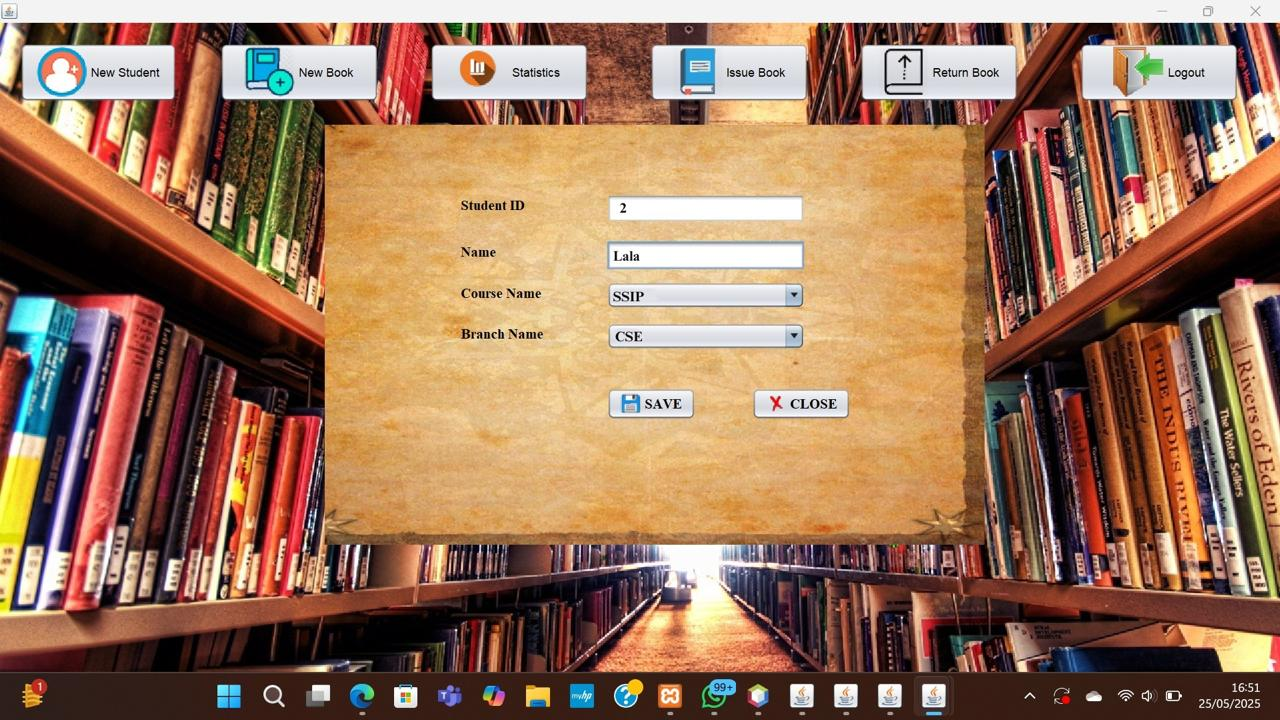 New Student
New Book
Statistics
Issue Book
Return Book
Logout
Student ID
2
Name
Lala
Course Name
SSIP
Branch Name
CSE
SAVE
CLOSE
THE INDUS RIVER
The Water Sellers
Rivers of Eden
1
myhp
99+
16:51
25/05/2025